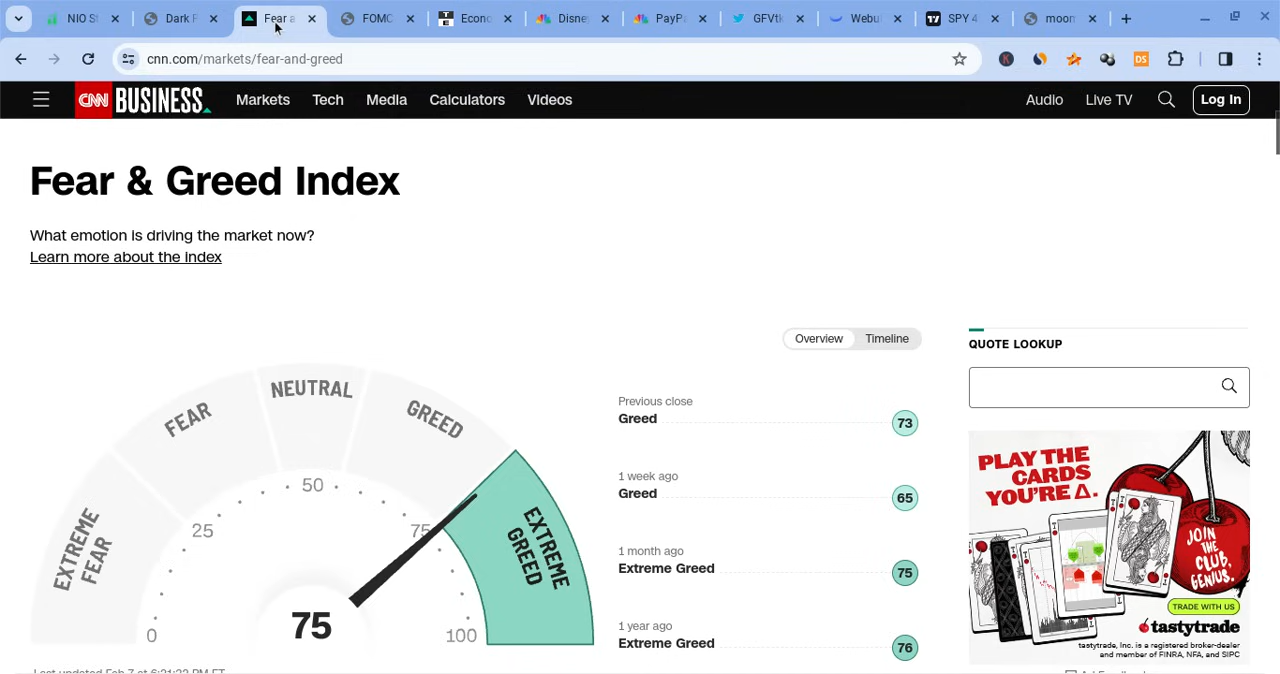 NIO S
Dark F
Fear a
FOMC
Econo
Disne
PayPa
GFVtk
Webul
SPY 4
moon
cnn.com/markets/fear-and-greed
CNN BUSINESS
Markets
Tech
Media
Calculators
Videos
Audio
Live TV
Log In
Fear & Greed Index
What emotion is driving the market now?
Learn more about the index
Overview
Timeline
EXTREME FEAR
FEAR
NEUTRAL
GREED
EXTREME GREED
0
25
50
75
100
75
Previous close
Greed 73
1 week ago
Greed 65
1 month ago
Extreme Greed 75
1 year ago
Extreme Greed 76
QUOTE LOOKUP
PLAY THE
CARDS
YOU'RE Δ.
JOIN
THE
CLUB,
GENIUS.
TRADE WITH US
tastytrade
tastytrade, Inc. is a registered broker-dealer
and member of FINRA, NFA, and SIPC